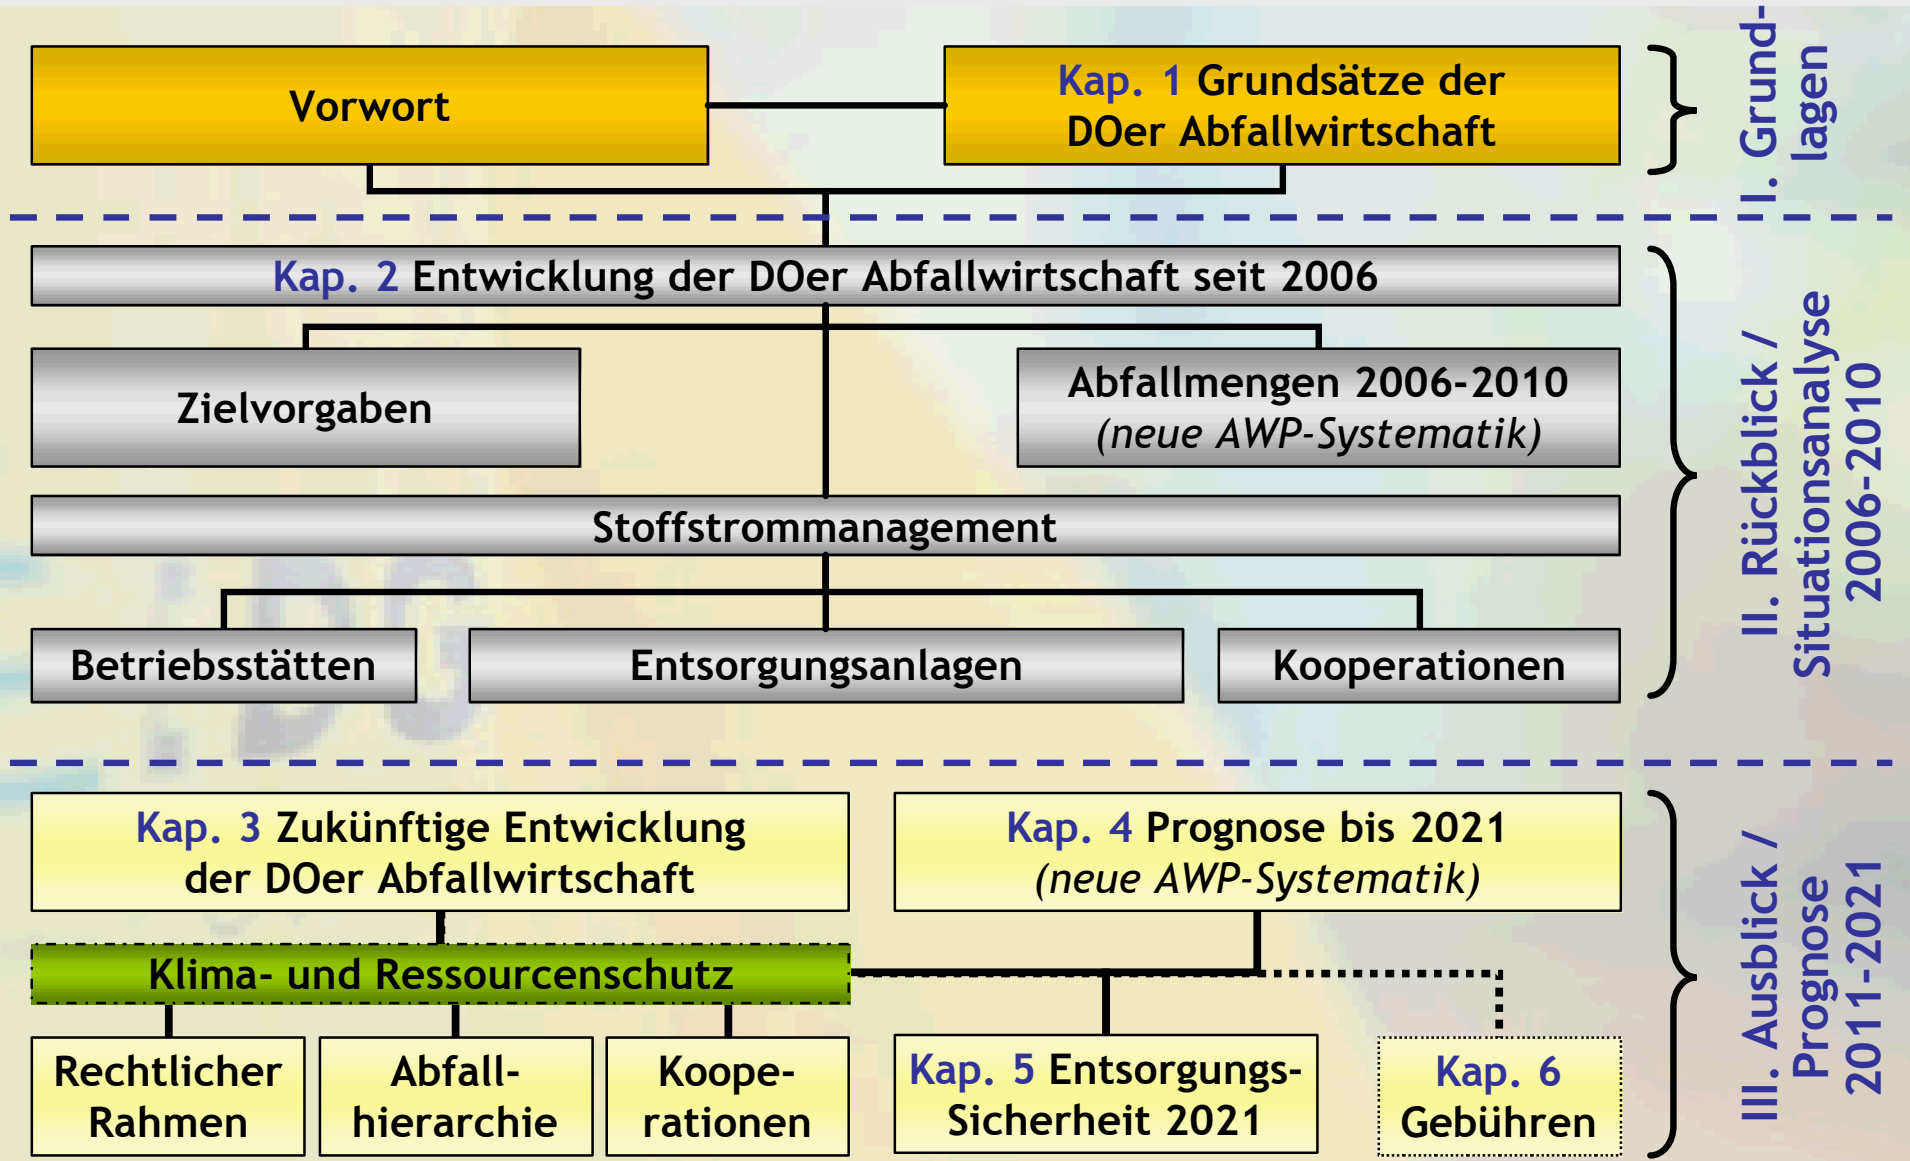 Vorwort
Kap. 1 Grundsätze der
DOer Abfallwirtschaft
I. Grund-
lagen
Kap. 2 Entwicklung der DOer Abfallwirtschaft seit 2006
Zielvorgaben
Abfallmengen 2006-2010
(neue AWP-Systematik)
Stoffstrommanagement
Betriebsstätten
Entsorgungsanlagen
Kooperationen
II. Rückblick /
Situationsanalyse
2006-2010
Kap. 3 Zukünftige Entwicklung
der DOer Abfallwirtschaft
Kap. 4 Prognose bis 2021
(neue AWP-Systematik)
Klima- und Ressourcenschutz
Rechtlicher
Rahmen
Abfall-
hierarchie
Koope-
rationen
Kap. 5 Entsorgungs-
Sicherheit 2021
Kap. 6
Gebühren
III. Ausblick /
Prognose
2011-2021